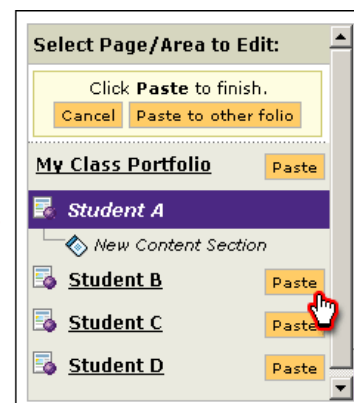 Select Page/Area to Edit:
Click Paste to finish.
Cancel Paste to other folio
My Class Portfolio Paste
Student A
New Content Section
Student B Paste
Student C Paste
Student D Paste